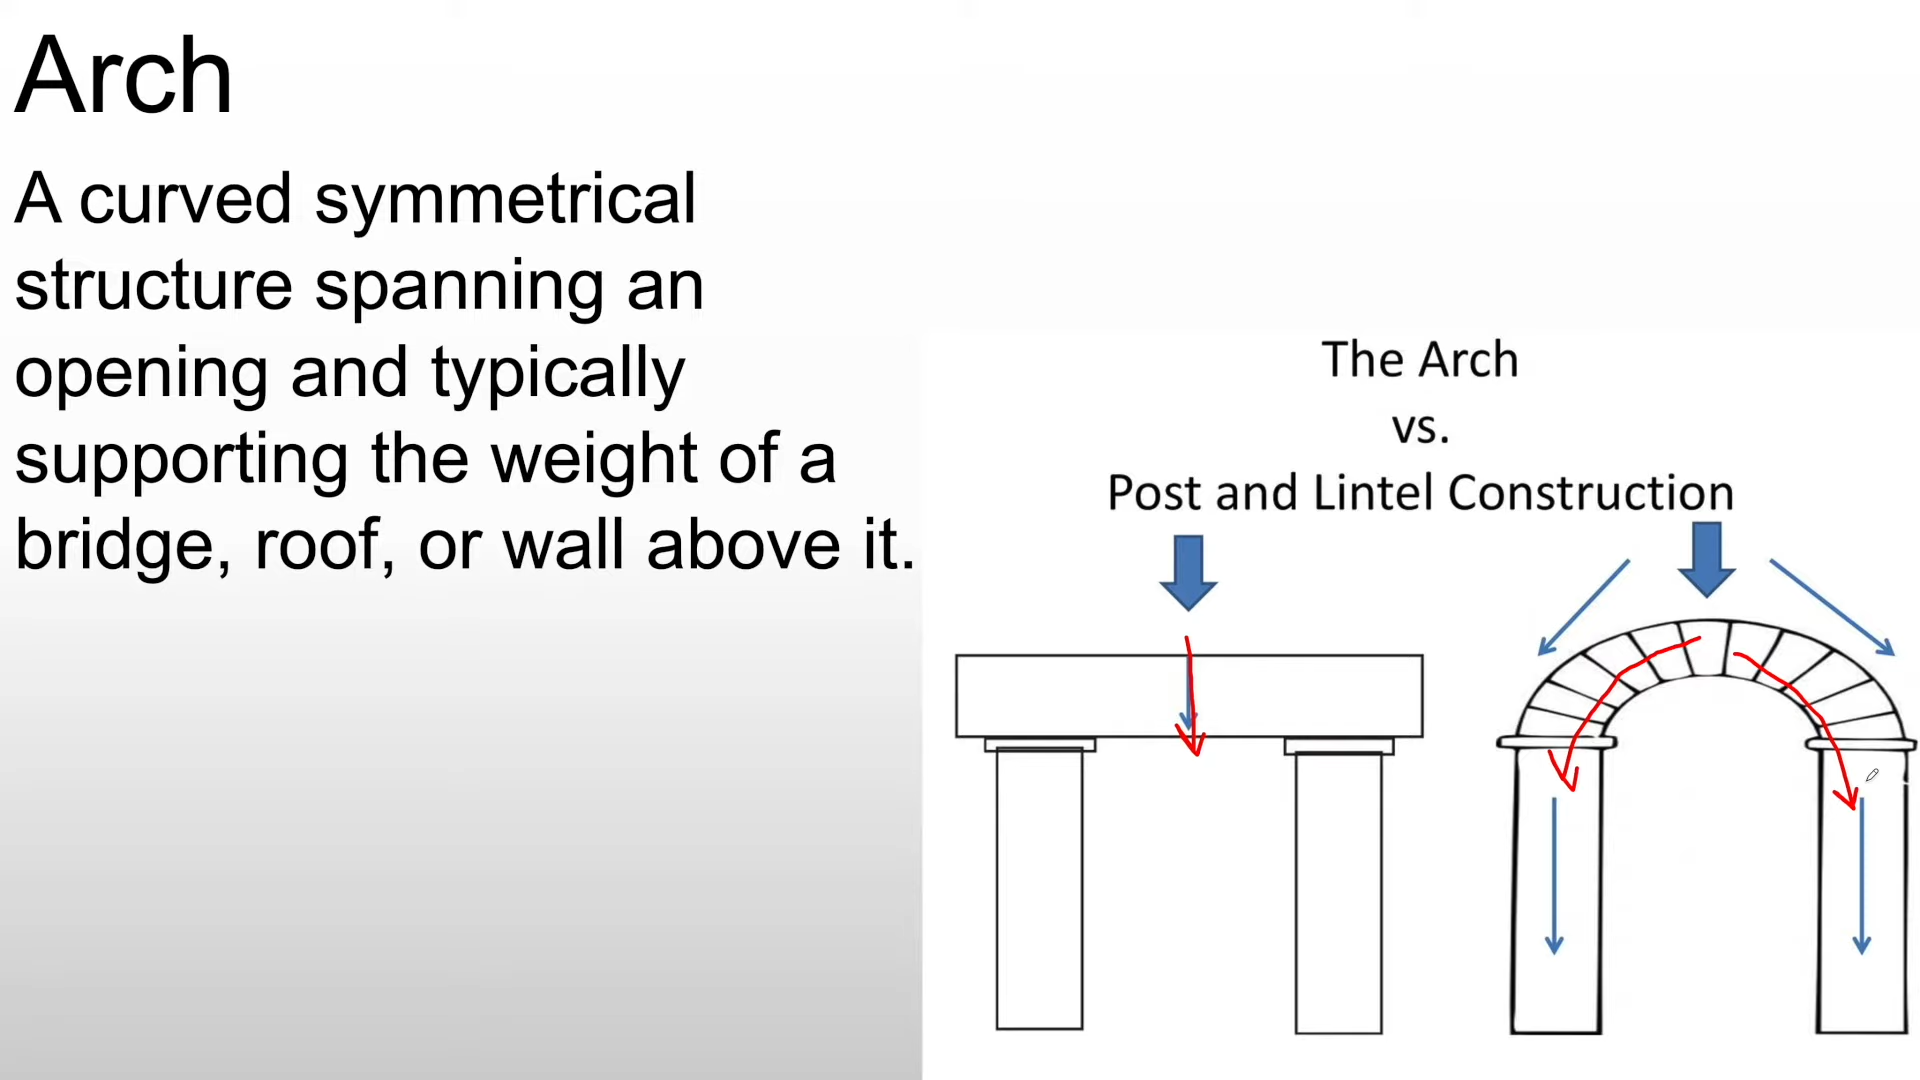 Arch
A curved symmetrical
structure spanning an
opening and typically
supporting the weight of a
bridge, roof, or wall above it.
The Arch
vs.
Post and Lintel Construction